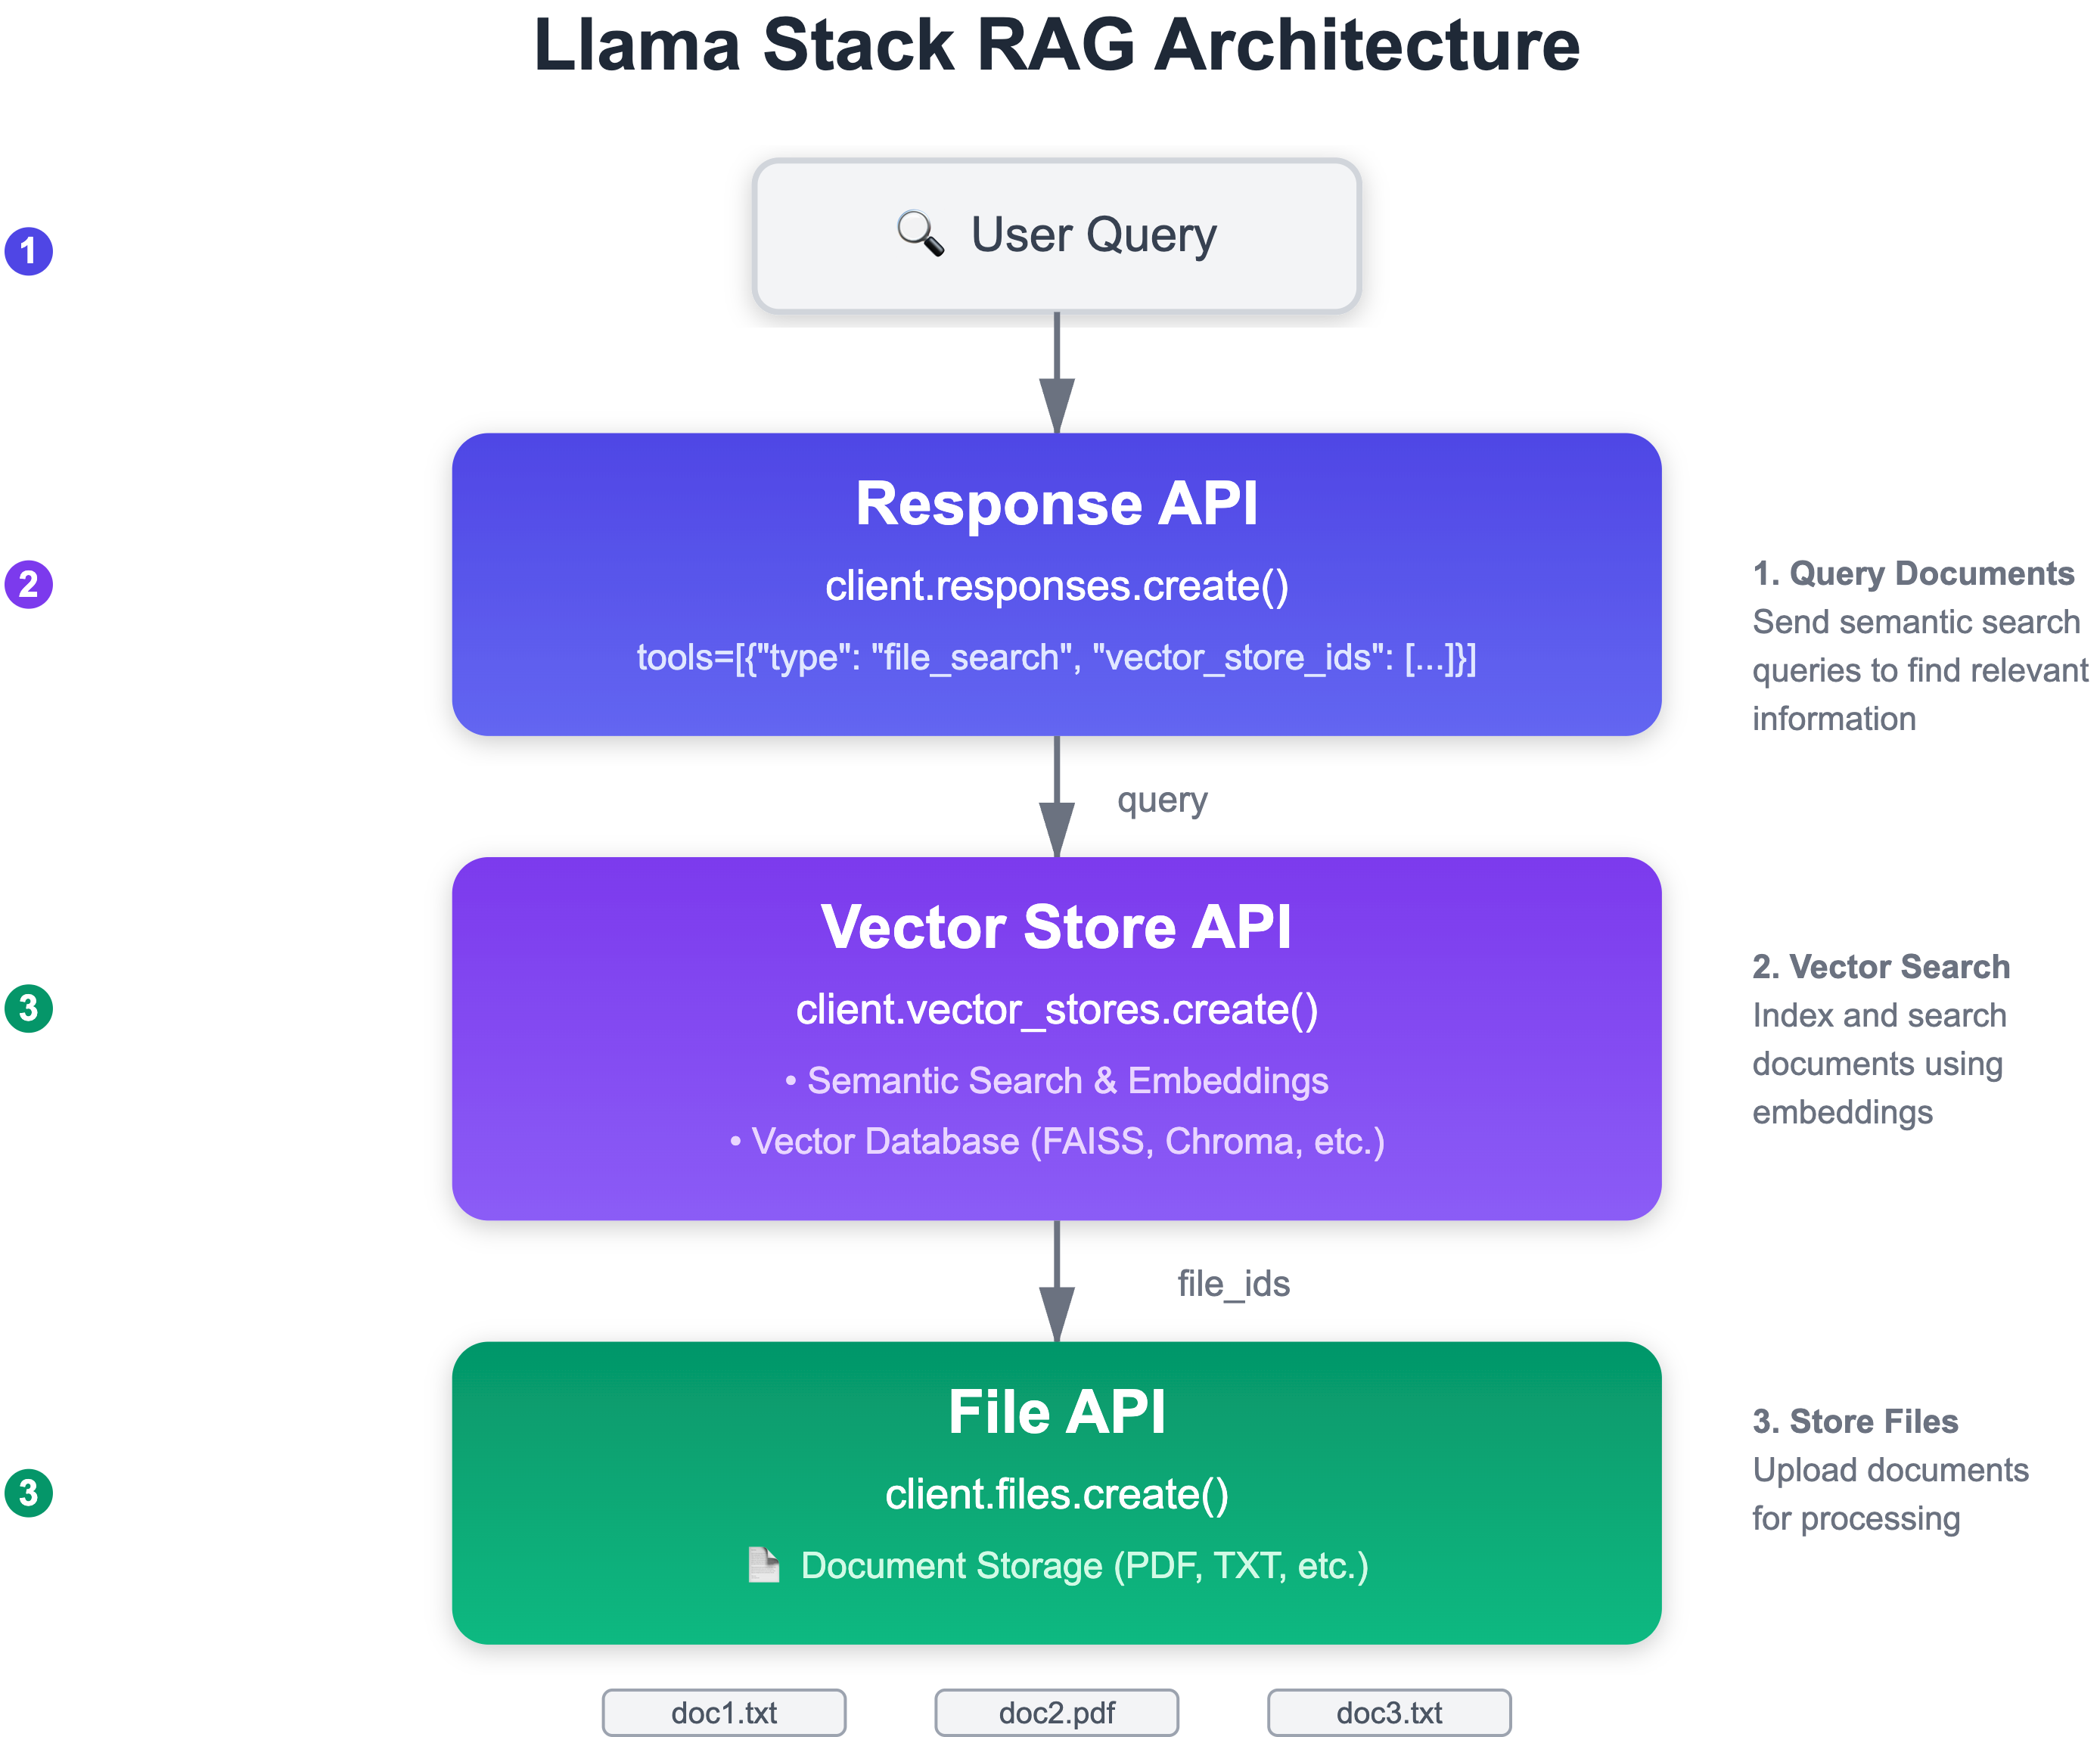 Llama Stack RAG Architecture
1
User Query
2
Response API
client.responses.create()
tools=[{"type": "file_search", "vector_store_ids": [...]}]
1. Query Documents
Send semantic search
queries to find relevant
information
query
3
Vector Store API
client.vector_stores.create()
• Semantic Search & Embeddings
• Vector Database (FAISS, Chroma, etc.)
2. Vector Search
Index and search
documents using
embeddings
file_ids
3
File API
client.files.create()
Document Storage (PDF, TXT, etc.)
3. Store Files
Upload documents
for processing
doc1.txt
doc2.pdf
doc3.txt